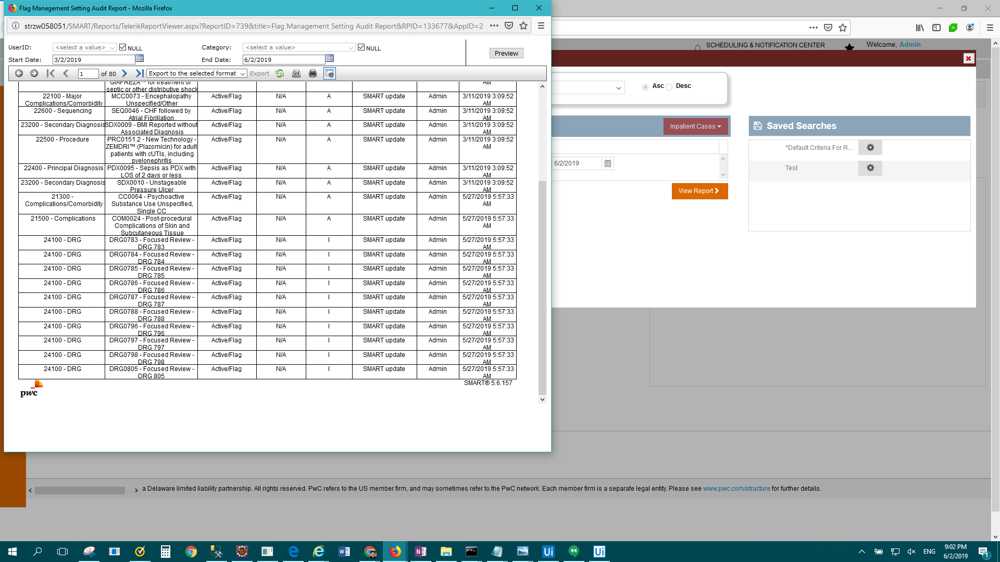 Flag Management Setting Audit Report - Mozilla Firefox
strzw058051/SMART/Reports/TelerikReportViewer.aspx?ReportID=739&title=Flag Management Setting Audit Report&RPID=133677&AppID=2
UserID: <select a value> NULL Category: <select a value> NULL
Start Date: 3/2/2019 End Date: 6/2/2019
Preview
1 of 80 Export to the selected format Export
GIAPREZA™ for treatment of septic or other distributive shock AM
22100 - Major Complications/Comorbidity MCC0073 - Encephalopathy Unspecified/Other Active/Flag N/A A SMART update Admin 3/11/2019 3:09:52 AM
22600 - Sequencing SEQ0046 - CHF followed by Atrial Fibrillation Active/Flag N/A A SMART update Admin 3/11/2019 3:09:52 AM
23200 - Secondary Diagnosis SDX0009 - BMI Reported without Associated Diagnosis Active/Flag N/A A SMART update Admin 3/11/2019 3:09:52 AM
22500 - Procedure PRC0151.2 - New Technology - ZEMDRI™ (Plazomicin) for adult patients with cUTIs, including pyelonephritis Active/Flag N/A A SMART update Admin 3/11/2019 3:09:52 AM
22400 - Principal Diagnosis PDX0095 - Sepsis as PDX with LOS of 2 days or less Active/Flag N/A A SMART update Admin 3/11/2019 3:09:52 AM
23200 - Secondary Diagnosis SDX0010 - Unstageable Pressure Ulcer Active/Flag N/A A SMART update Admin 3/11/2019 3:09:52 AM
21300 - Complications/Comorbidity CC0064 - Psychoactive Substance Use Unspecified, Single CC Active/Flag N/A A SMART update Admin 5/27/2019 5:57:33 AM
21500 - Complications COM0024 - Post-procedural Complications of Skin and Subcutaneous Tissue Active/Flag N/A A SMART update Admin 5/27/2019 5:57:33 AM
24100 - DRG DRG0783 - Focused Review - DRG 783 Active/Flag N/A I SMART update Admin 5/27/2019 5:57:33 AM
24100 - DRG DRG0784 - Focused Review - DRG 784 Active/Flag N/A I SMART update Admin 5/27/2019 5:57:33 AM
24100 - DRG DRG0785 - Focused Review - DRG 785 Active/Flag N/A I SMART update Admin 5/27/2019 5:57:33 AM
24100 - DRG DRG0786 - Focused Review - DRG 786 Active/Flag N/A I SMART update Admin 5/27/2019 5:57:33 AM
24100 - DRG DRG0787 - Focused Review - DRG 787 Active/Flag N/A I SMART update Admin 5/27/2019 5:57:33 AM
24100 - DRG DRG0788 - Focused Review - DRG 788 Active/Flag N/A I SMART update Admin 5/27/2019 5:57:33 AM
24100 - DRG DRG0796 - Focused Review - DRG 796 Active/Flag N/A I SMART update Admin 5/27/2019 5:57:33 AM
24100 - DRG DRG0797 - Focused Review - DRG 797 Active/Flag N/A I SMART update Admin 5/27/2019 5:57:33 AM
24100 - DRG DRG0798 - Focused Review - DRG 798 Active/Flag N/A I SMART update Admin 5/27/2019 5:57:33 AM
24100 - DRG DRG0805 - Focused Review - DRG 805 Active/Flag N/A I SMART update Admin 5/27/2019 5:57:33 AM
SMART® 5.6.157
pwc
SCHEDULING & NOTIFICATION CENTER Welcome, Admin
Asc Desc
Inpatient Cases
Saved Searches
*Default Criteria For R...
6/2/2019
Test
View Report
a Delaware limited liability partnership. All rights reserved. PwC refers to the US member firm, and may sometimes refer to the PwC network. Each member firm is a separate legal entity. Please see www.pwc.com/structure for further details.
ENG
9:02 PM
6/2/2019
1